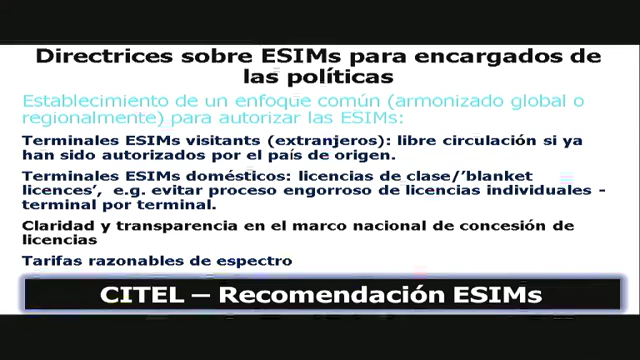 Directrices sobre ESIMs para encargados de
las políticas
Establecimiento de un enfoque común (armonizado global o
regionalmente) para autorizar las ESIMs:
Terminales ESIMs visitants (extranjeros): libre circulación si ya
han sido autorizados por el país de origen.
Terminales ESIMs domésticos: licencias de clase/’blanket
licences’,  e.g. evitar proceso engorroso de licencias individuales -
terminal por terminal.
Claridad y transparencia en el marco nacional de concesión de
licencias
Tarifas razonables de espectro
CITEL – Recomendación ESIMs